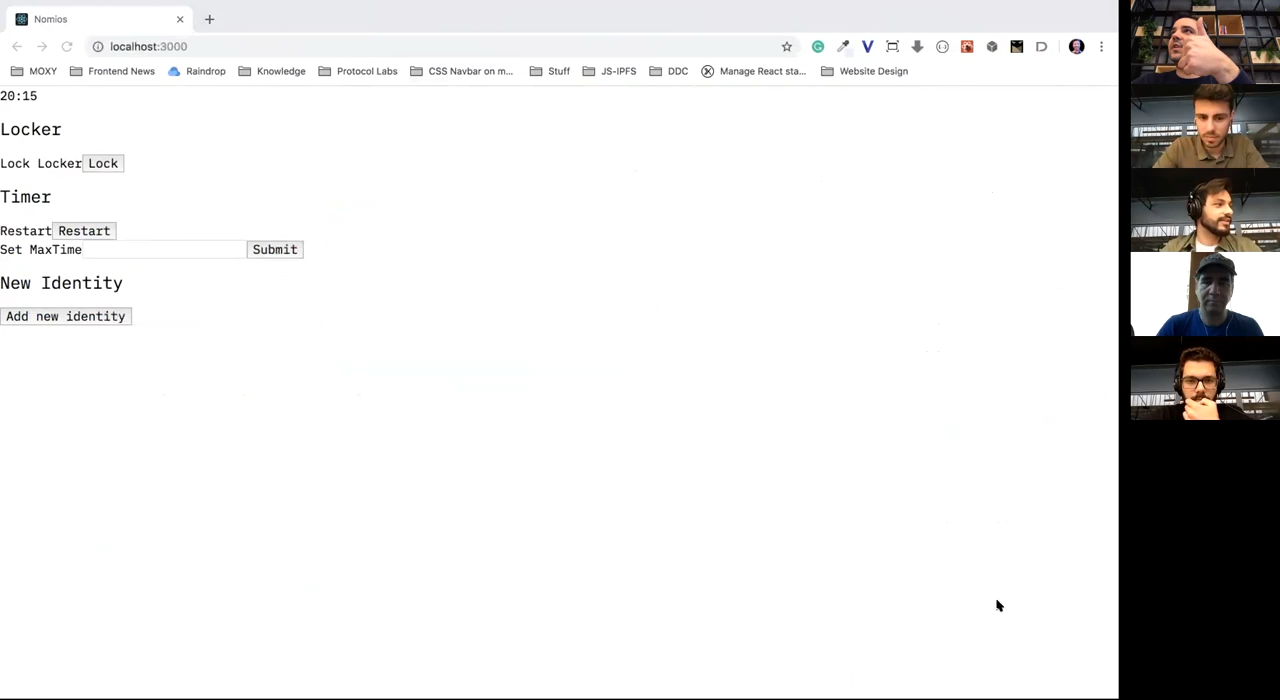 Nomios
localhost:3000
MOXY Frontend News Raindrop Knowledge Protocol Labs CSS Navbar on m... Stuff JS-IPFS DDC Manage React sta... Website Design
20:15
Locker
Lock Locker Lock
Timer
Restart Restart
Set MaxTime Submit
New Identity
Add new identity